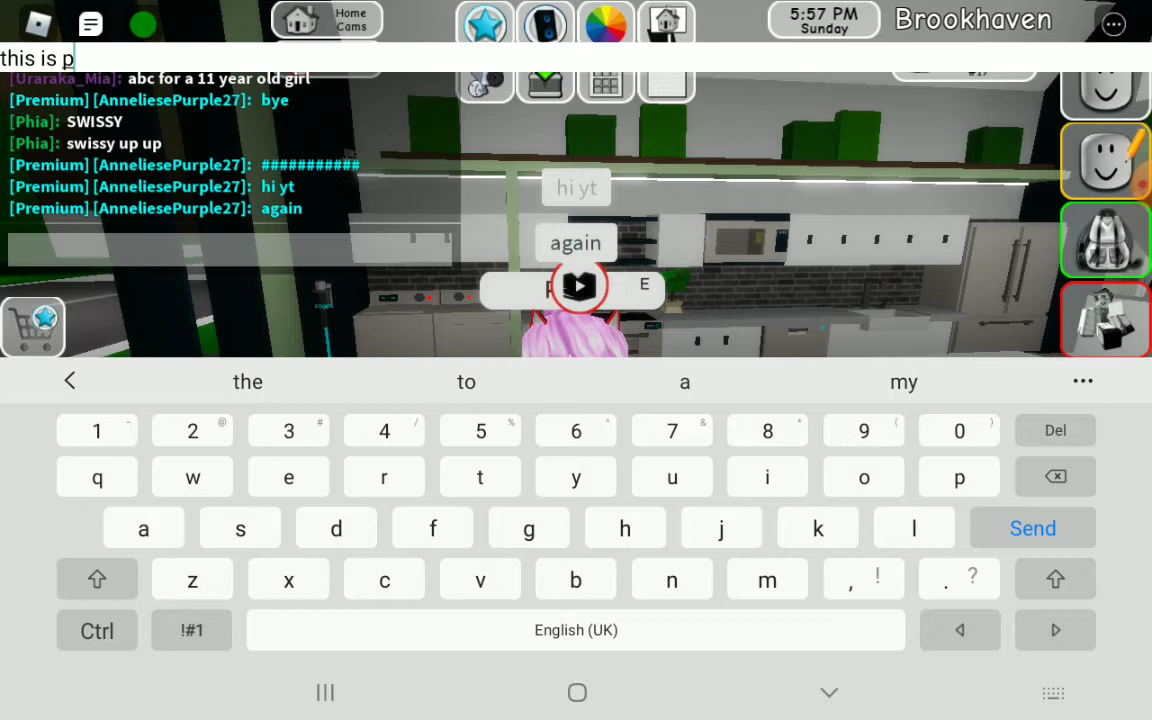 Home
Cams
5:57 PM
Sunday
Brookhaven
this is p
[Uraraka_Mia]: abc for a 11 year old girl
[Premium] [AnneliesePurple27]: bye
[Phia]: SWISSY
[Phia]: swissy up up
[Premium] [AnneliesePurple27]: ###########
[Premium] [AnneliesePurple27]: hi yt
[Premium] [AnneliesePurple27]: again
hi yt
again
E
the to a my
1 - 2 @ 3 # 4 / 5 % 6 ^ 7 & 8 * 9 ( 0 ) Del
q w e r t y u i o p
a s d f g h j k l Send
z x c v b n m , ! . ?
Ctrl !#1 English (UK)